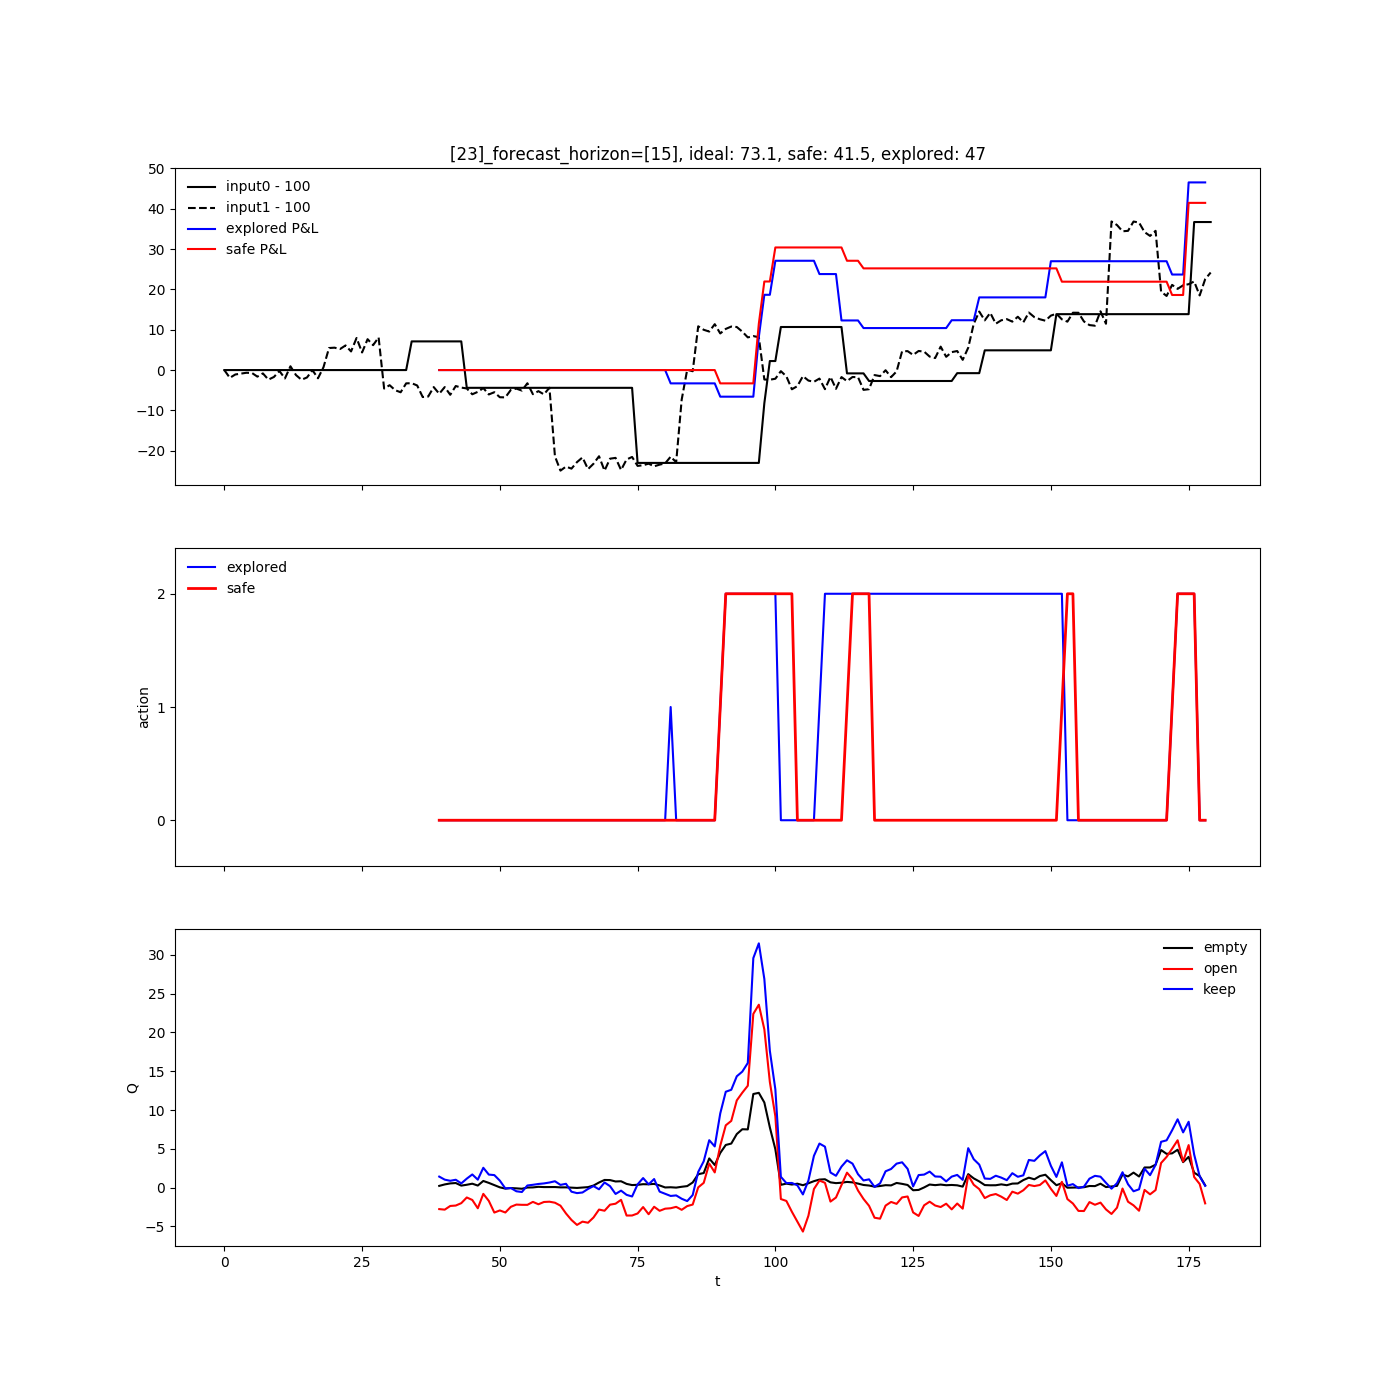 [23]_forecast_horizon=[15], ideal: 73.1, safe: 41.5, explored: 47
50
40
30
20
10
0
−10
−20
input0 - 100
input1 - 100
explored P&L
safe P&L
action
2
1
0
explored
safe
Q
30
25
20
15
10
5
0
−5
empty
open
keep
0 25 50 75 100 125 150 175
t